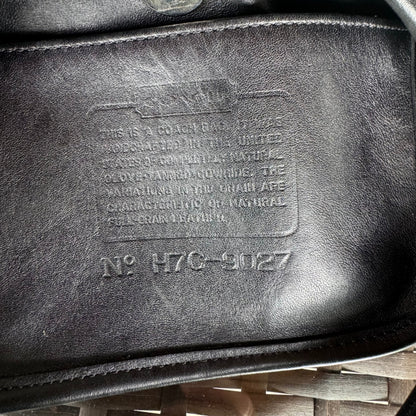 THIS IS A COACH BAG. IT WAS
HANDCRAFTED IN THE UNITED
STATES OF COMPLETELY NATURAL
GLOVE-TANNED COWHIDE. THE
VARIATIONS IN THE GRAIN ARE
CHARACTERISTIC OF NATURAL
FULL GRAIN LEATHER.
Nº H7C-9027